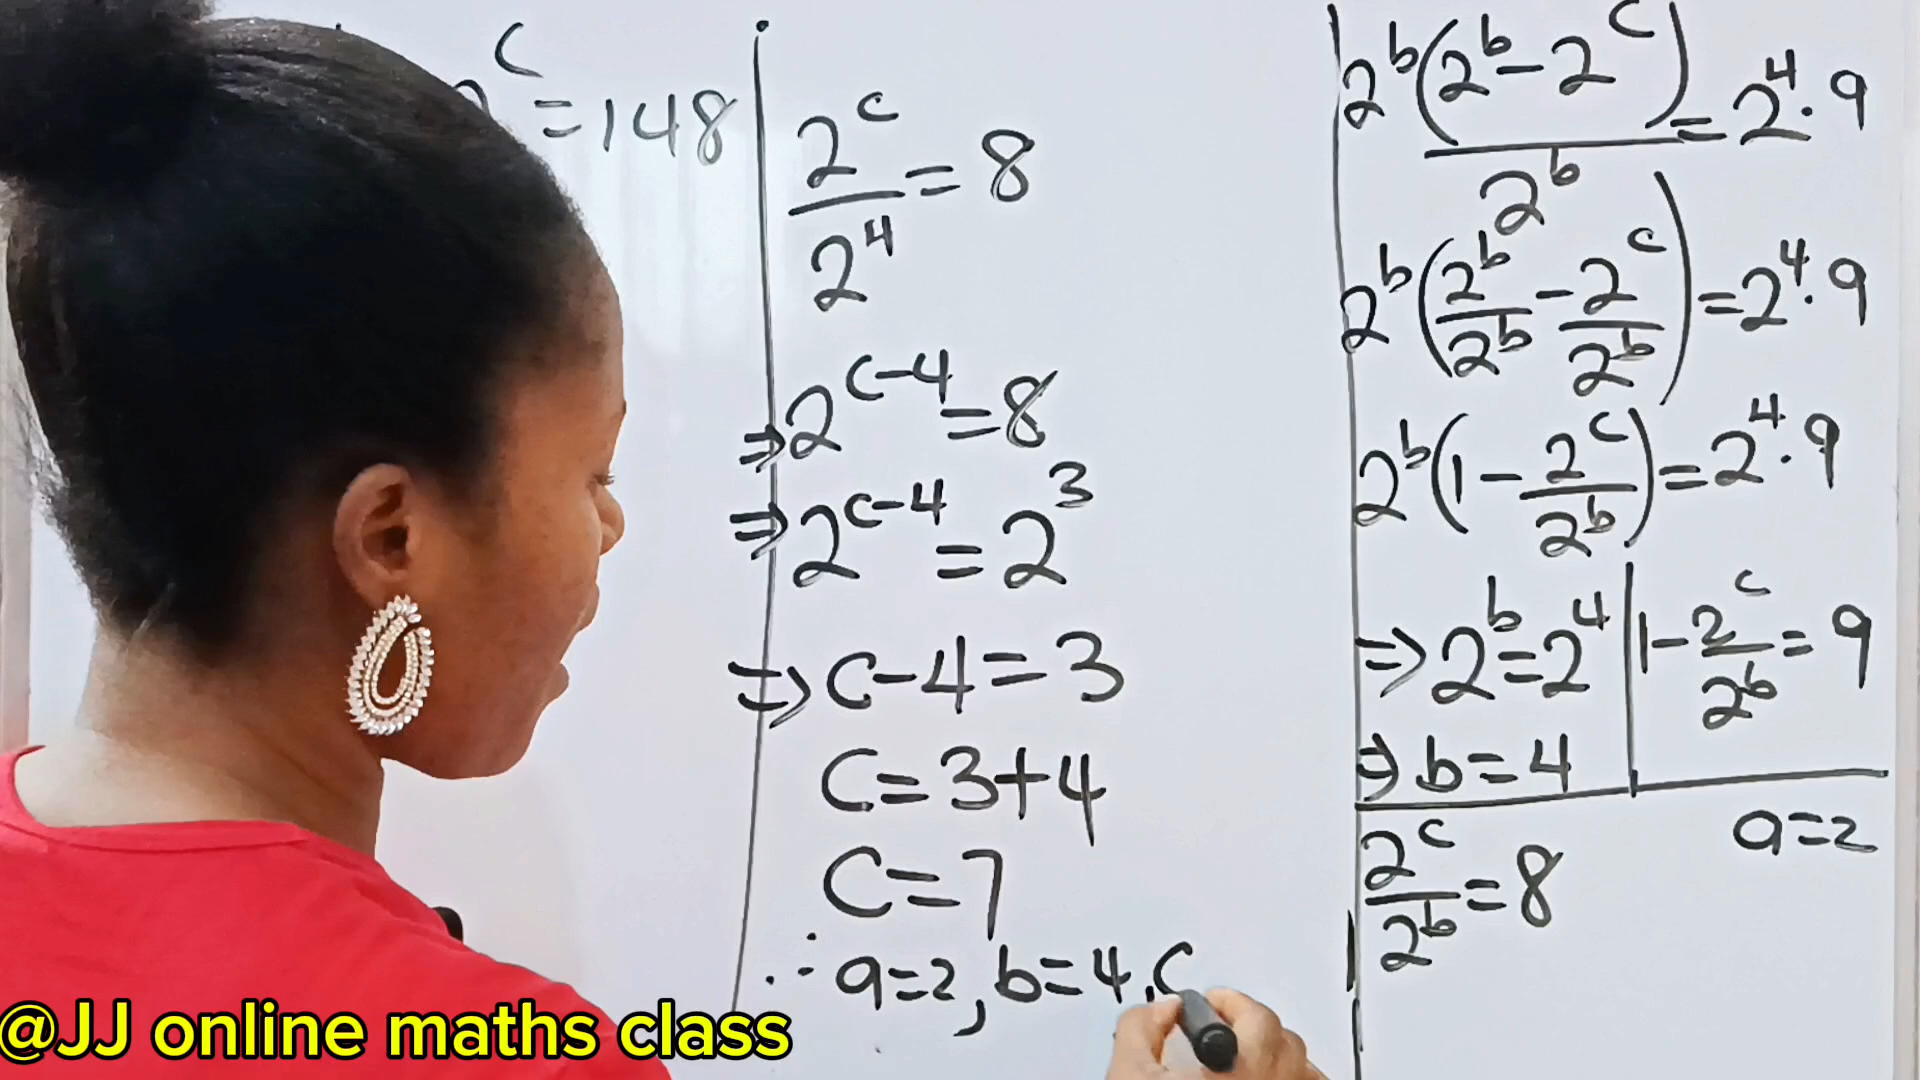 2^c = 148
2^c/2^4 = 8
⇒ 2^(c-4) = 8
⇒ 2^(c-4) = 2^3
⇒ c-4 = 3
C = 3+4
C = 7
∴ a=2, b=4, C
2^b(2^b - 2^c)/2^b = 2^4 · 9
2^b(2^b/2^b - 2^c/2^b) = 2^4 · 9
2^b(1 - 2^c/2^b) = 2^4 · 9
⇒ 2^b = 2^4 | 1 - 2^c/2^b = 9
⇒ b = 4
a=2
2^c/2^b = 8
@JJ online maths class